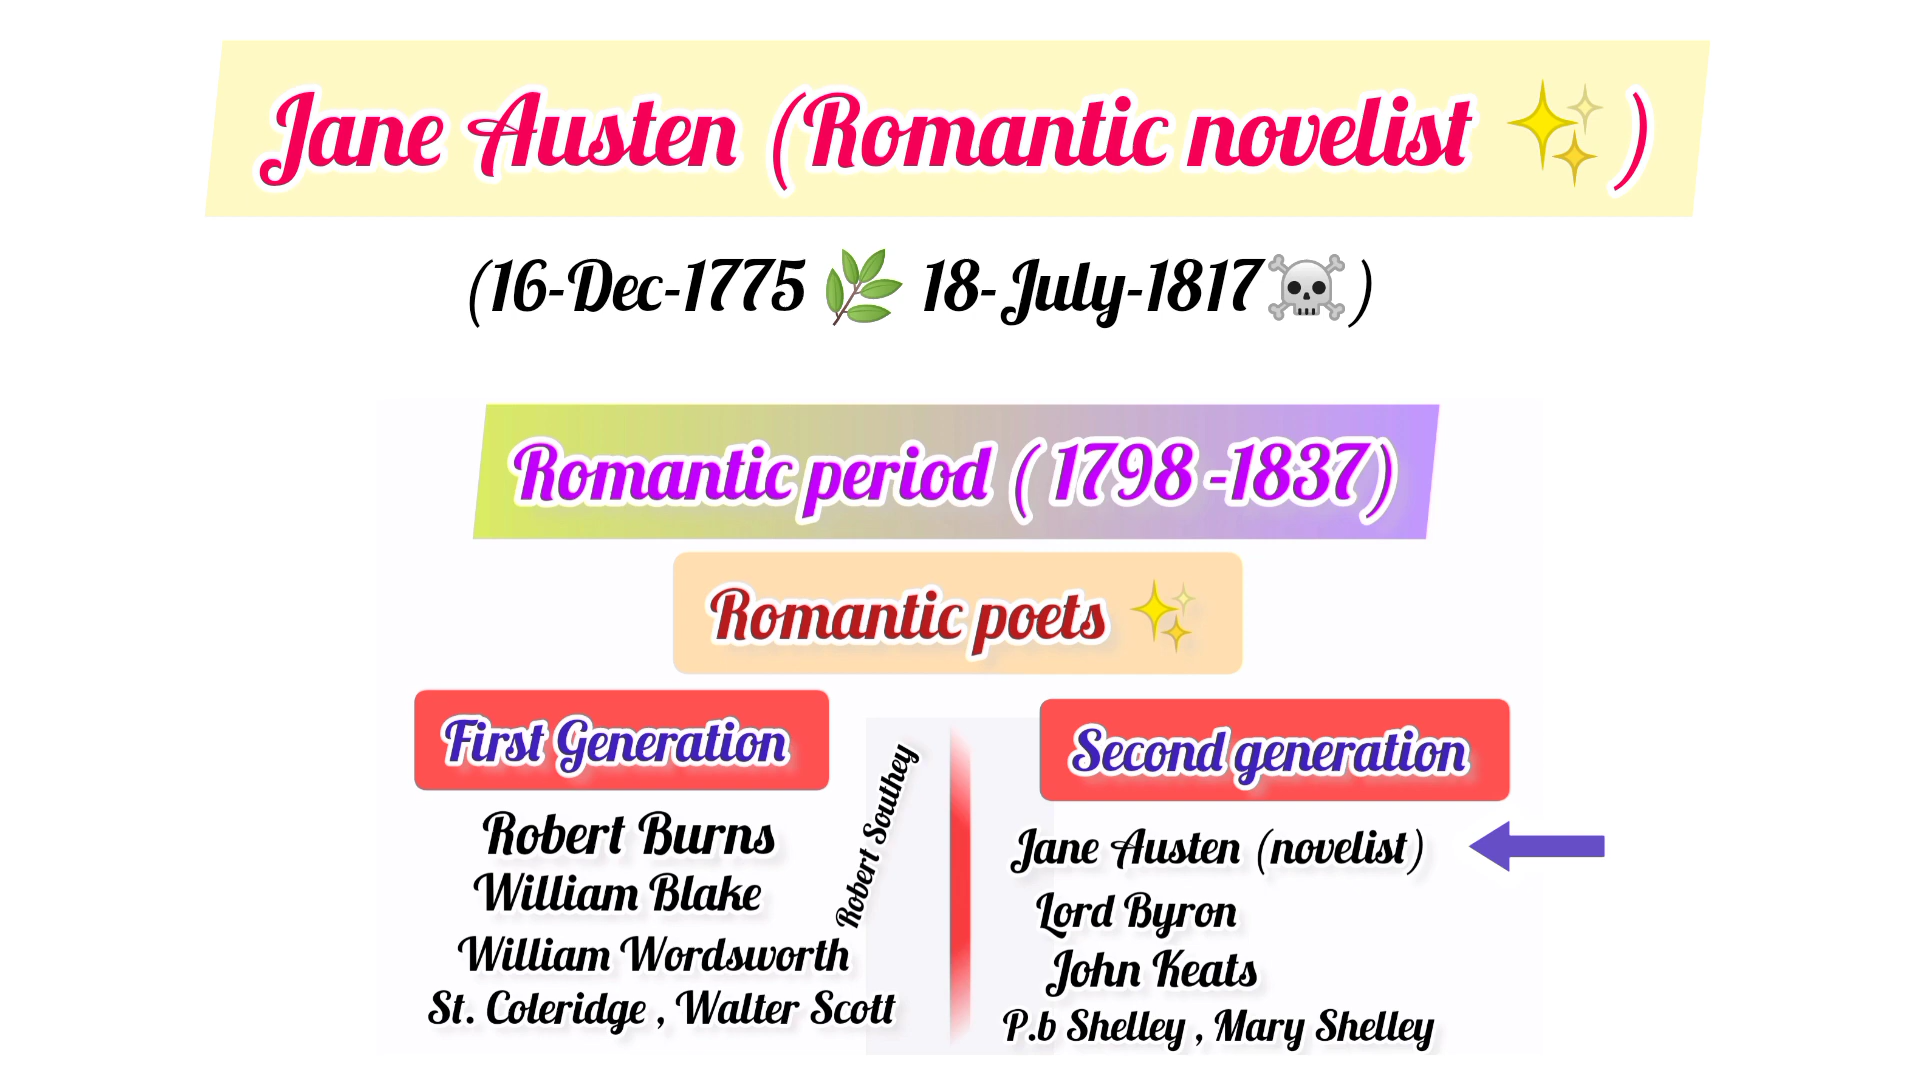 Jane Austen (Romantic novelist ✨)
(16-Dec-1775 🌿 18-July-1817☠️)
Romantic period ( 1798 -1837)
Romantic poets ✨
First Generation
Robert Burns
William Blake
William Wordsworth
St. Coleridge , Walter Scott
Robert Southey
Second generation
Jane Austen (novelist)
Lord Byron
John Keats
P.b Shelley , Mary Shelley